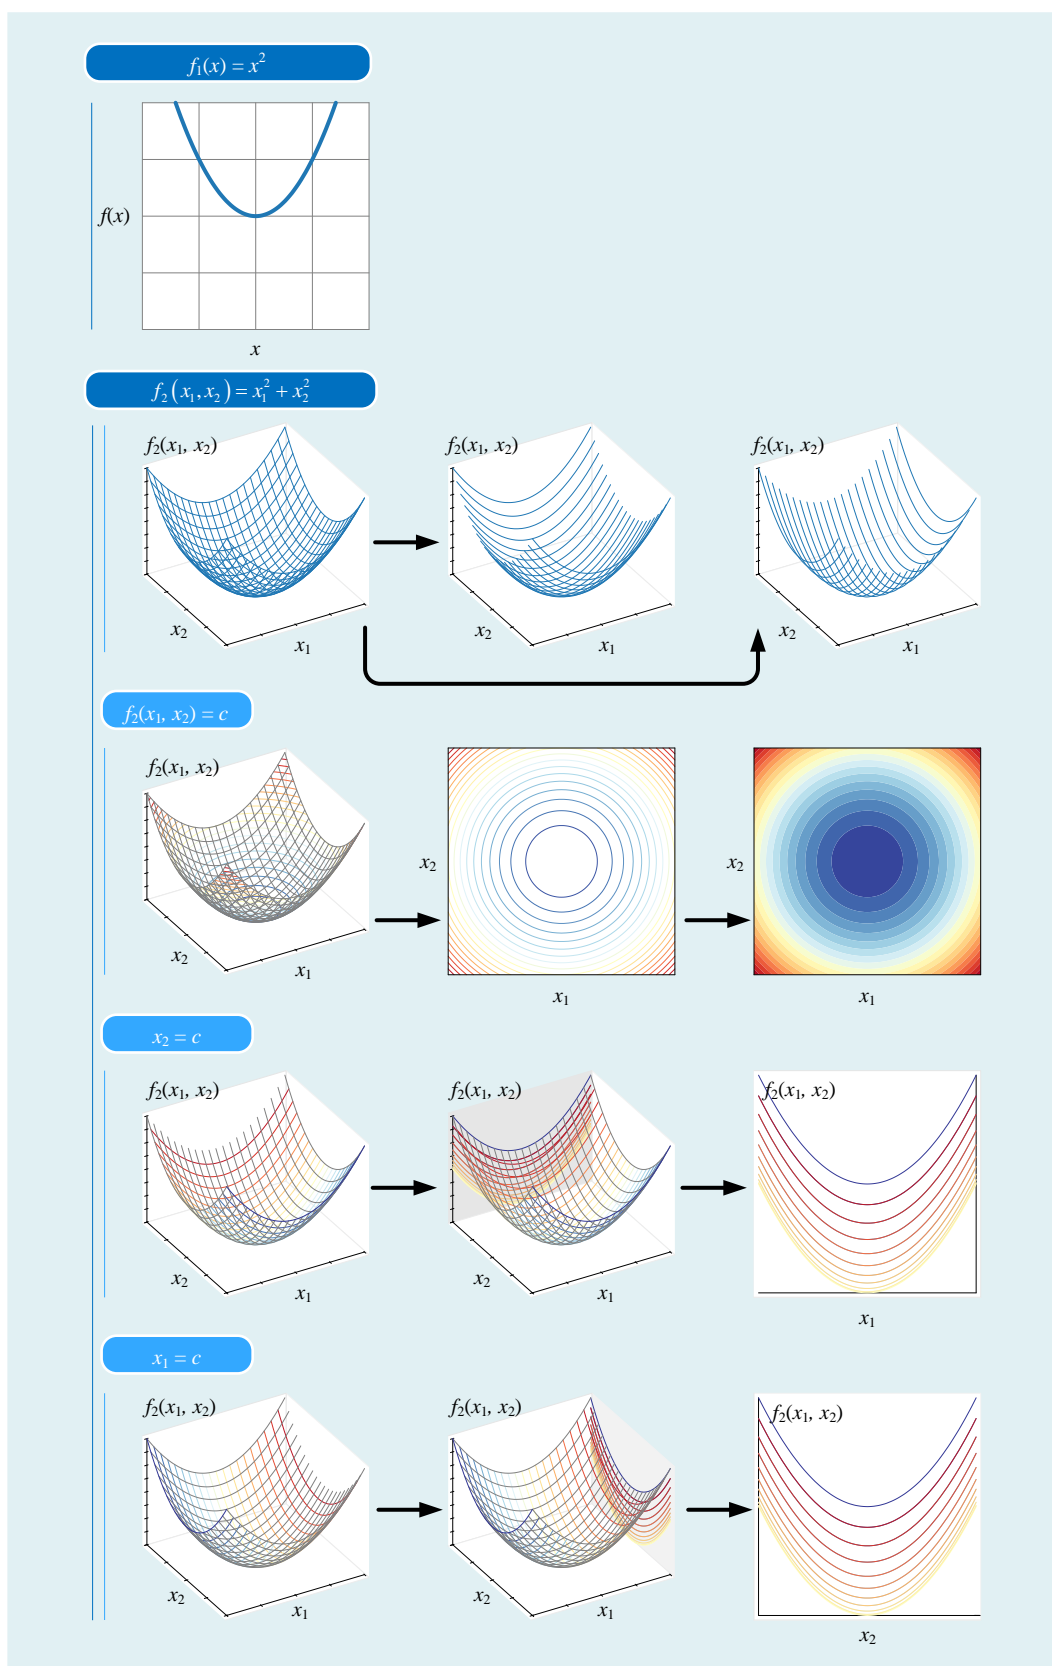 f₁(x) = x²
f(x)
x
f₂(x₁, x₂) = x₁² + x₂²
f₂(x₁, x₂) f₂(x₁, x₂) f₂(x₁, x₂)
x₂ x₁ x₂ x₁ x₂ x₁
f₂(x₁, x₂) = c
f₂(x₁, x₂)
x₂ x₂
x₂ x₁
x₁ x₁
x₂ = c
f₂(x₁, x₂) f₂(x₁, x₂) f₂(x₁, x₂)
x₂ x₁ x₂ x₁
x₁
x₁ = c
f₂(x₁, x₂) f₂(x₁, x₂) f₂(x₁, x₂)
x₂ x₁ x₂ x₁
x₂